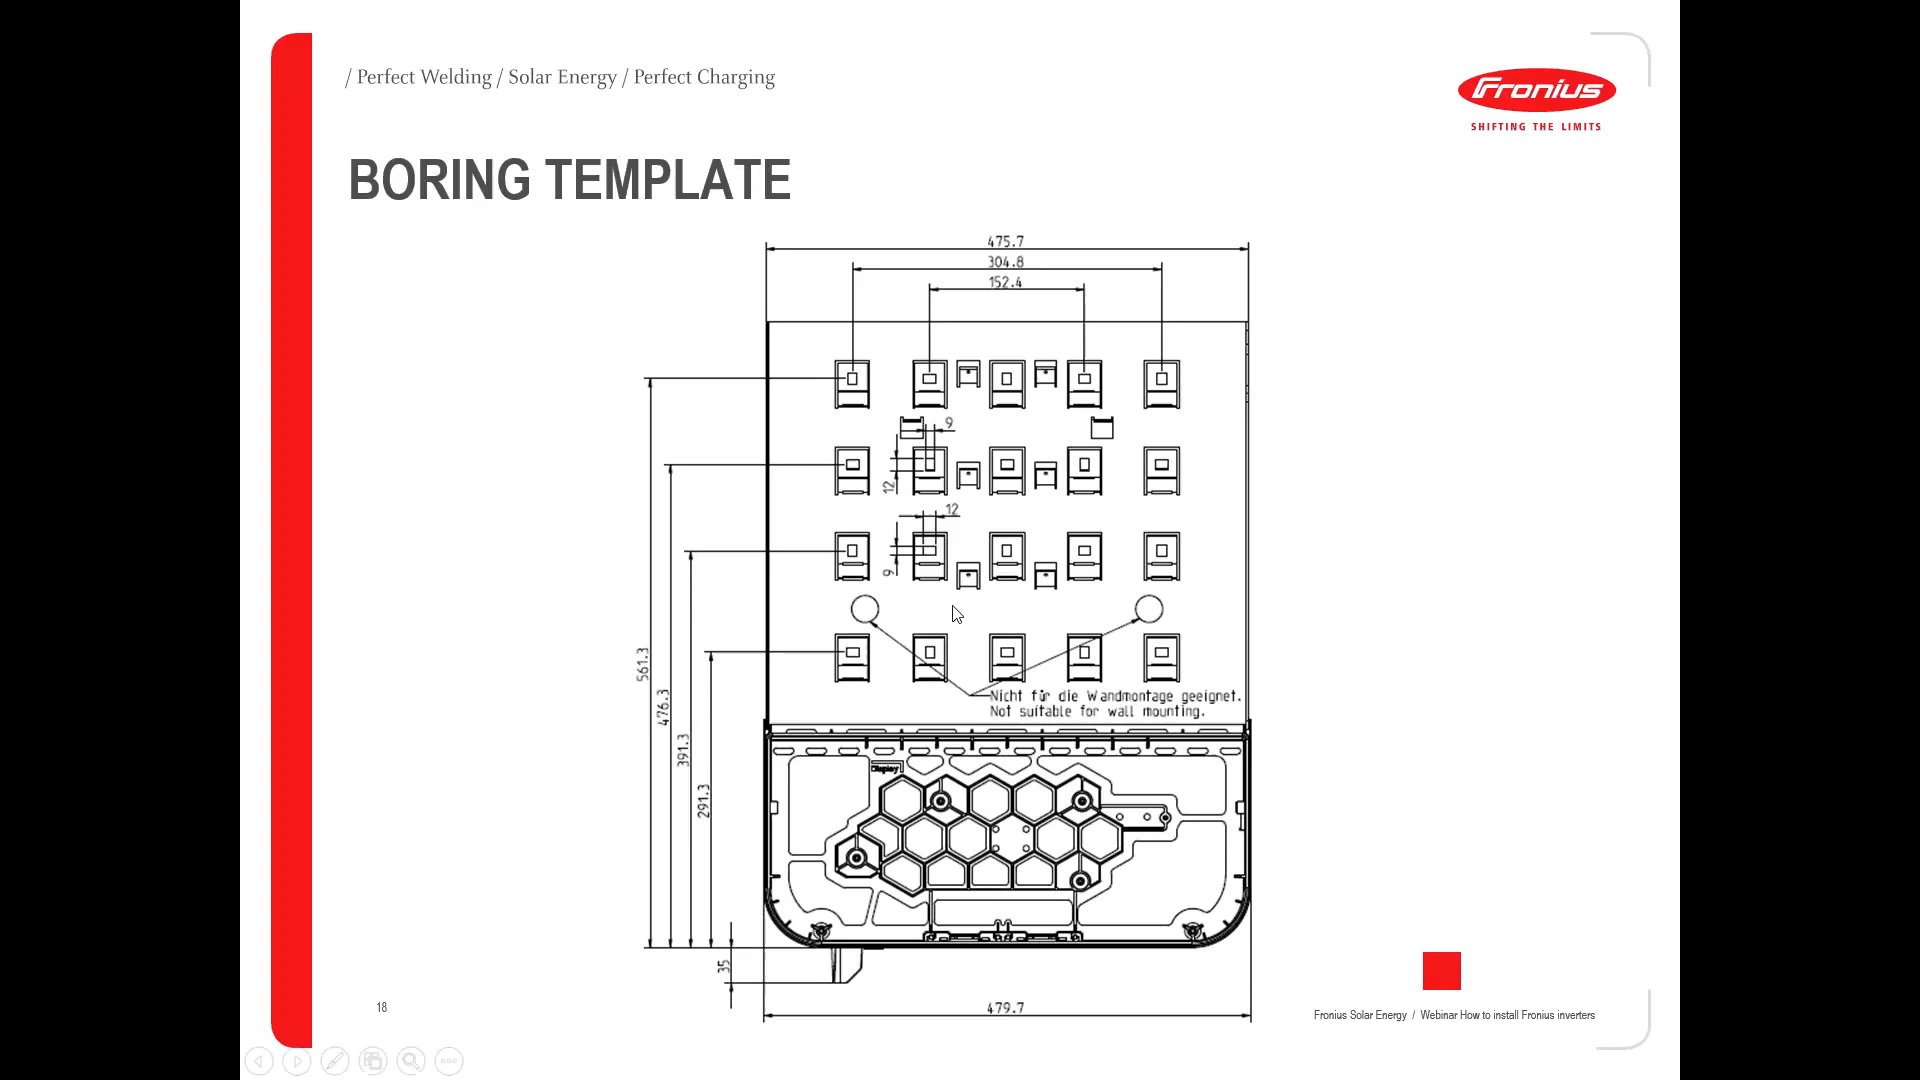 / Perfect Welding / Solar Energy / Perfect Charging
Fronius
SHIFTING THE LIMITS
BORING TEMPLATE
475.7
304.8
152.4
9
12
12
9
561.3
476.3
391.3
291.3
Nicht für die Wandmontage geeignet.
Not suitable for wall mounting.
Display
35
479.7
18
Fronius Solar Energy / Webinar How to install Fronius inverters